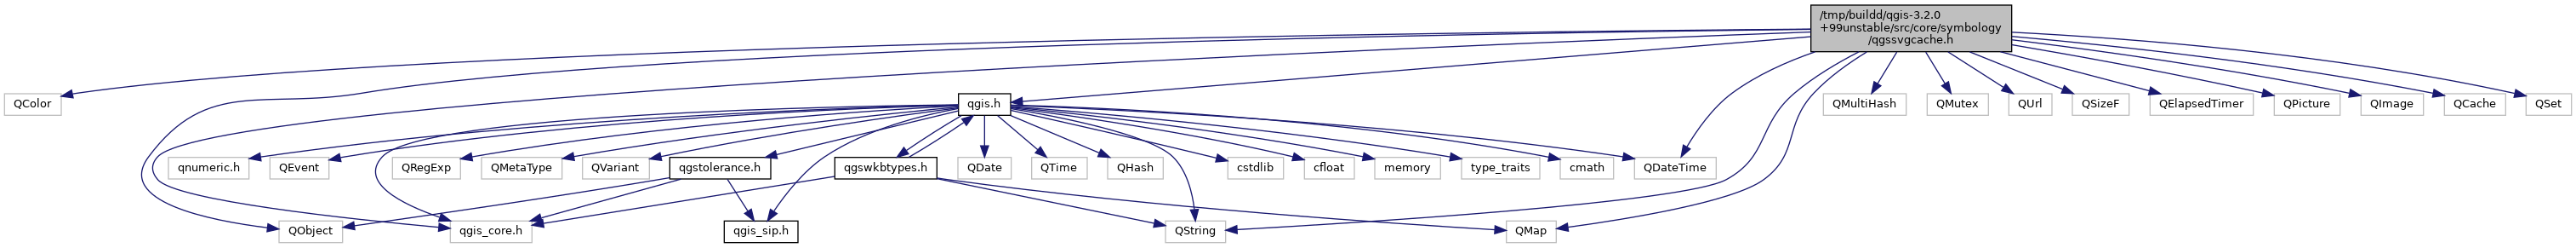 /tmp/buildd/qgis-3.2.0
+99unstable/src/core/symbology
/qgssvgcache.h
QColor
qgis.h
QMultiHash
QMutex
QUrl
QSizeF
QElapsedTimer
QPicture
QImage
QCache
QSet
qnumeric.h
QEvent
QRegExp
QMetaType
QVariant
qgstolerance.h
qgswkbtypes.h
QDate
QTime
QHash
cstdlib
cfloat
memory
type_traits
cmath
QDateTime
QObject
qgis_core.h
qgis_sip.h
QString
QMap